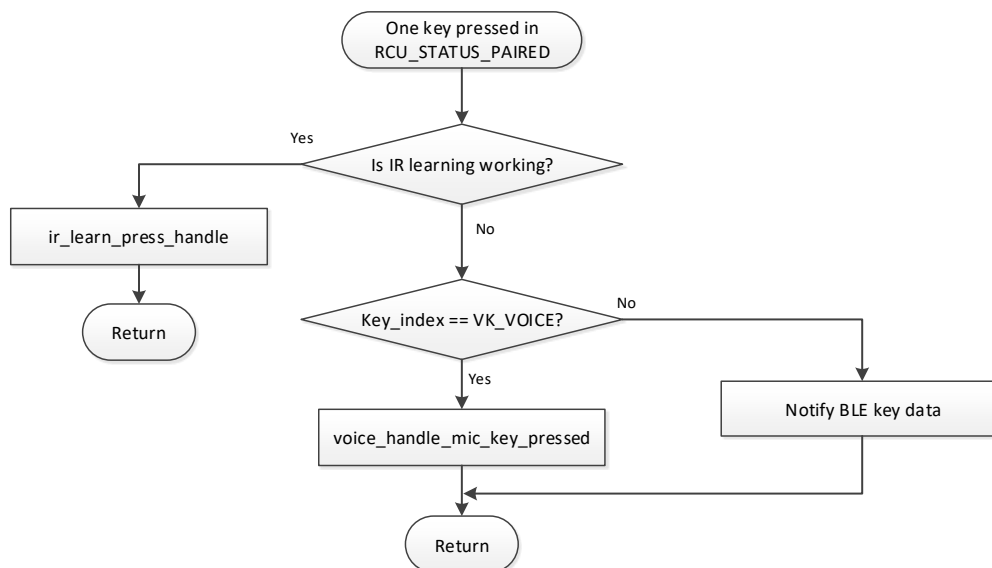 One key pressed in
RCU_STATUS_PAIRED
Yes
Is IR learning working?
ir_learn_press_handle
No
Return
Key_index == VK_VOICE?
No
Yes
Notify BLE key data
voice_handle_mic_key_pressed
Return